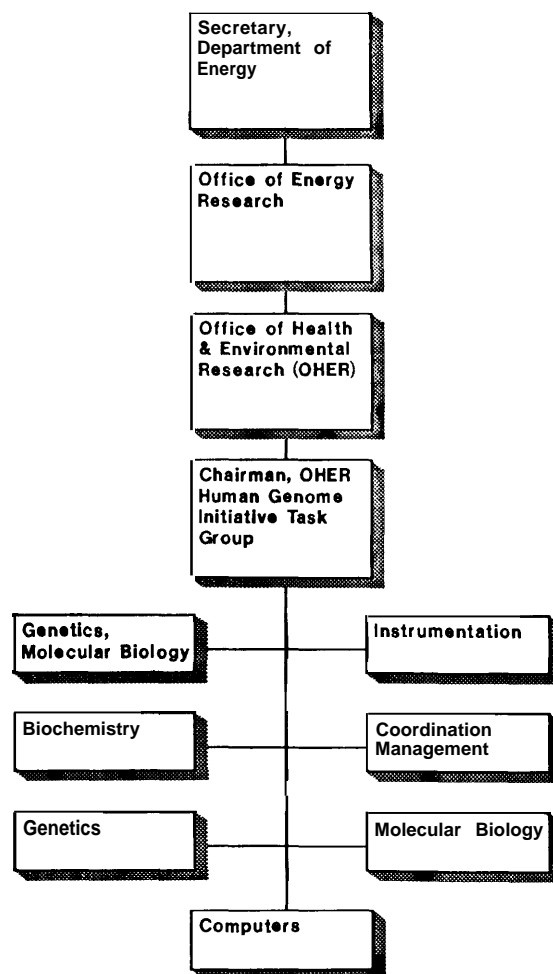 Secretary,
Department of
Energy
Office of Energy
Research
Office of Health
& Environmental
Research (OHER)
Chairman, OHER
Human Genome
Initiative Task
Group
Genetics,
Molecular Biology
Instrumentation
Biochemistry
Coordination
Management
Genetics
Molecular Biology
Computers